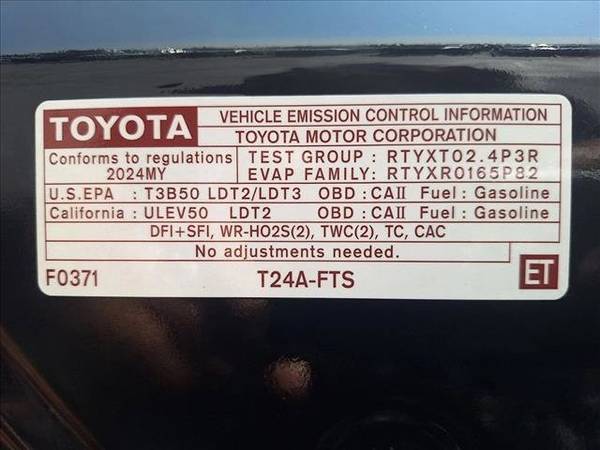 TOYOTA
VEHICLE EMISSION CONTROL INFORMATION
TOYOTA MOTOR CORPORATION
Conforms to regulations
2024MY
TEST GROUP : RTYXT02.4P3R
EVAP FAMILY: RTYXR0165P82
U.S.EPA : T3B50 LDT2/LDT3 OBD : CAII Fuel : Gasoline
California : ULEV50 LDT2 OBD : CAII Fuel : Gasoline
DFI+SFI, WR-HO2S(2), TWC(2), TC, CAC
No adjustments needed.
F0371 T24A-FTS ET